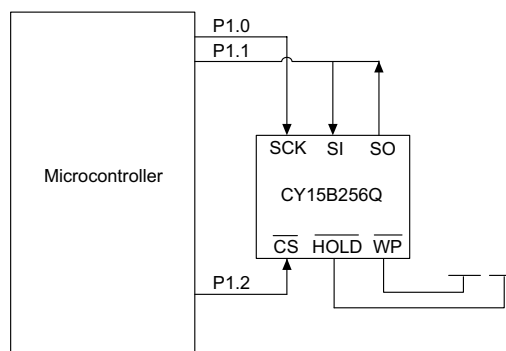 P1.0
P1.1
SCK SI SO
Microcontroller
CY15B256Q
CS HOLD WP
P1.2